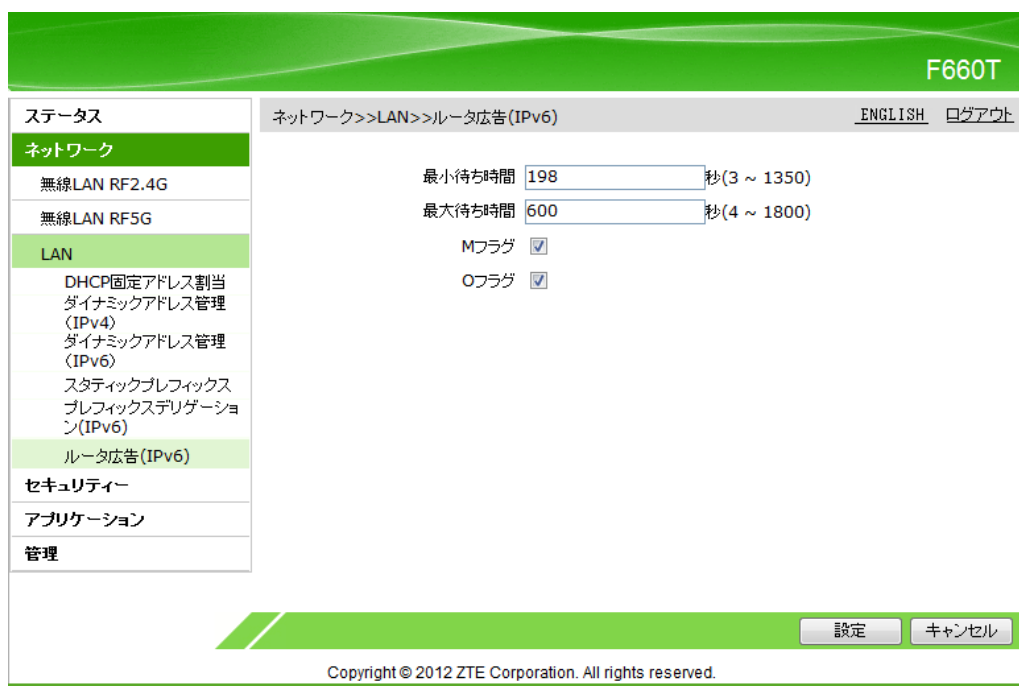 F660T
ステータス
ネットワーク>>LAN>>ルータ広告(IPv6)
ENGLISH ログアウト
ネットワーク
無線LAN RF2.4G
無線LAN RF5G
LAN
DHCP固定アドレス割当
ダイナミックアドレス管理
(IPv4)
ダイナミックアドレス管理
(IPv6)
スタティックプレフィックス
プレフィックスデリゲーショ
ン(IPv6)
ルータ広告(IPv6)
セキュリティー
アプリケーション
管理
最小待ち時間 198 秒(3 ~ 1350)
最大待ち時間 600 秒(4 ~ 1800)
Mフラグ
Oフラグ
設定 キャンセル
Copyright © 2012 ZTE Corporation. All rights reserved.